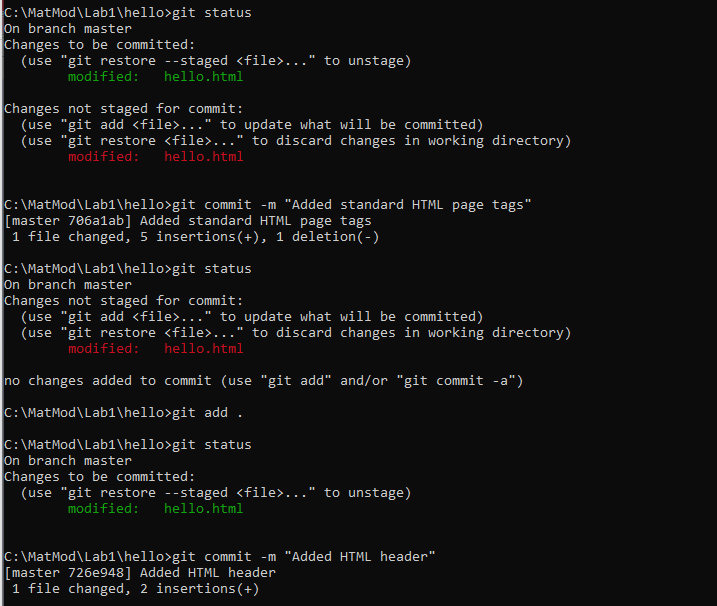 C:\MatMod\Lab1\hello>git status
On branch master
Changes to be committed:
  (use "git restore --staged <file>..." to unstage)
        modified:   hello.html

Changes not staged for commit:
  (use "git add <file>..." to update what will be committed)
  (use "git restore <file>..." to discard changes in working directory)
        modified:   hello.html


C:\MatMod\Lab1\hello>git commit -m "Added standard HTML page tags"
[master 706a1ab] Added standard HTML page tags
 1 file changed, 5 insertions(+), 1 deletion(-)

C:\MatMod\Lab1\hello>git status
On branch master
Changes not staged for commit:
  (use "git add <file>..." to update what will be committed)
  (use "git restore <file>..." to discard changes in working directory)
        modified:   hello.html

no changes added to commit (use "git add" and/or "git commit -a")

C:\MatMod\Lab1\hello>git add .

C:\MatMod\Lab1\hello>git status
On branch master
Changes to be committed:
  (use "git restore --staged <file>..." to unstage)
        modified:   hello.html


C:\MatMod\Lab1\hello>git commit -m "Added HTML header"
[master 726e948] Added HTML header
 1 file changed, 2 insertions(+)